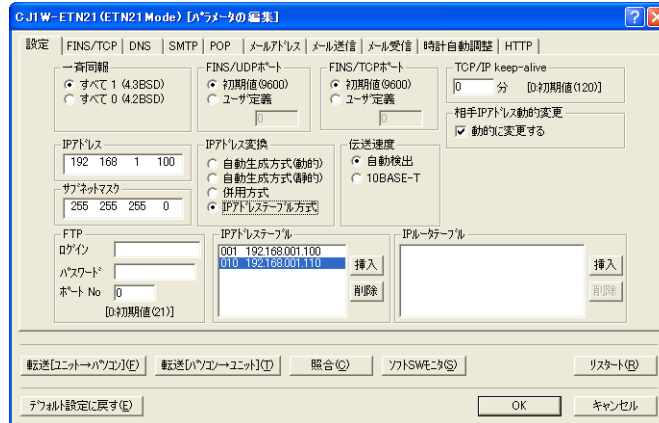 CJ1W-ETN21(ETN21Mode) [ﾊﾟﾗﾒｰﾀの編集]
設定 FINS/TCP DNS SMTP POP ﾒｰﾙｱﾄﾞﾚｽ ﾒｰﾙ送信 ﾒｰﾙ受信 時計自動調整 HTTP
一斉同報
すべて 1 (4.3BSD)
すべて 0 (4.2BSD)
FINS/UDPﾎﾟｰﾄ
初期値(9600)
ﾕｰｻﾞ定義
0
FINS/TCPﾎﾟｰﾄ
初期値(9600)
ﾕｰｻﾞ定義
0
TCP/IP keep-alive
0 分 [0:初期値(120)]
相手IPｱﾄﾞﾚｽ動的変更
動的に変更する
IPｱﾄﾞﾚｽ
192 168 1 100
ｻﾌﾞﾈｯﾄﾏｽｸ
255 255 255 0
IPｱﾄﾞﾚｽ変換
自動生成方式(動的)
自動生成方式(静的)
併用方式
IPｱﾄﾞﾚｽﾃｰﾌﾞﾙ方式
伝送速度
自動検出
10BASE-T
FTP
ﾛｸﾞｲﾝ
ﾊﾟｽﾜｰﾄﾞ
ﾎﾟｰﾄ No 0
[0:初期値(21)]
IPｱﾄﾞﾚｽﾃｰﾌﾞﾙ
001 192.168.001.100
010 192.168.001.110
挿入
削除
IPﾙｰﾀﾃｰﾌﾞﾙ
挿入
削除
転送[ﾕﾆｯﾄ→ﾊﾟｿｺﾝ](F) 転送[ﾊﾟｿｺﾝ→ﾕﾆｯﾄ](T) 照合(C) ｿﾌﾄSWﾓﾆﾀ(S) ﾘｽﾀｰﾄ(R)
ﾃﾞﾌｫﾙﾄ設定に戻す(E) OK ｷｬﾝｾﾙ